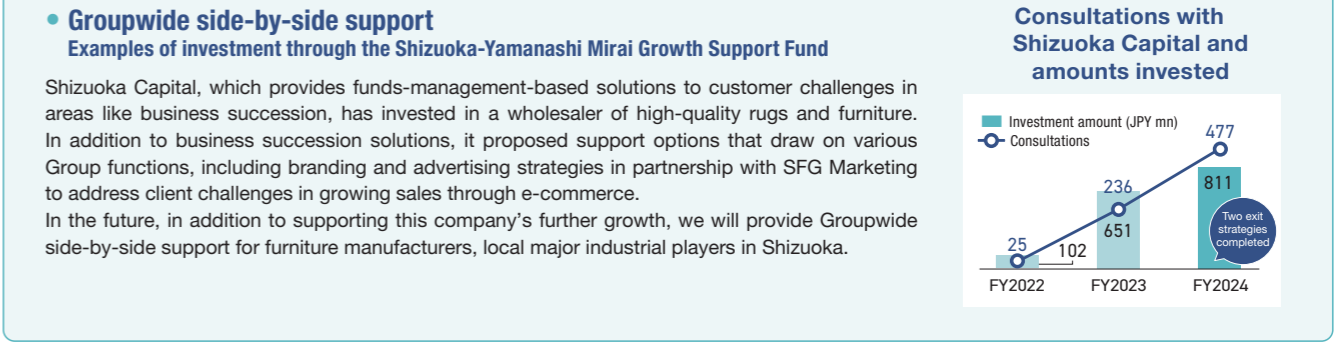 • Groupwide side-by-side support
Examples of investment through the Shizuoka-Yamanashi Mirai Growth Support Fund
Shizuoka Capital, which provides funds-management-based solutions to customer challenges in
areas like business succession, has invested in a wholesaler of high-quality rugs and furniture.
In addition to business succession solutions, it proposed support options that draw on various
Group functions, including branding and advertising strategies in partnership with SFG Marketing
to address client challenges in growing sales through e-commerce.
In the future, in addition to supporting this company's further growth, we will provide Groupwide
side-by-side support for furniture manufacturers, local major industrial players in Shizuoka.
Consultations with
Shizuoka Capital and
amounts invested
Investment amount (JPY mn)
Consultations
477
236
811
651
25
102
Two exit
strategies
completed
FY2022 FY2023 FY2024